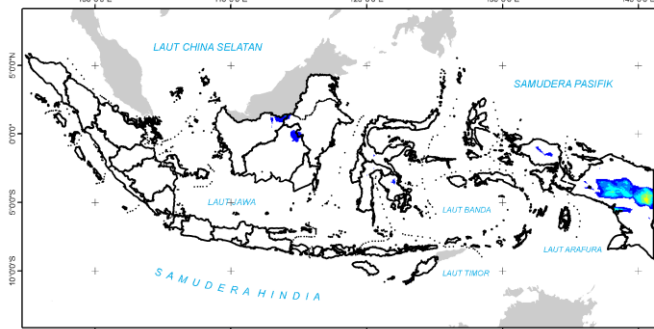 LAUT CHINA SELATAN
SAMUDERA PASIFIK
5°0'0"N
0°0'0"
LAUT JAWA
5°0'0"S
LAUT BANDA
LAUT ARAFURA
10°0'0"S
SAMUDERA HINDIA
LAUT TIMOR